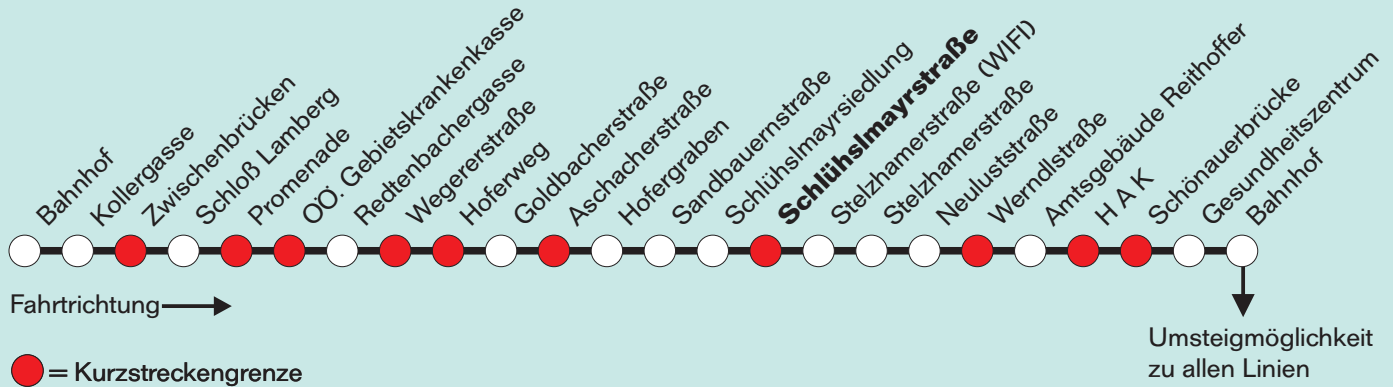 Bahnhof
Kollergasse
Zwischenbrücken
Schloß Lamberg
Promenade
OÖ. Gebietskrankenkasse
Redtenbachergasse
Wegererstraße
Hoferweg
Goldbacherstraße
Aschacherstraße
Hofergraben
Sandbauernstraße
Schlühslmayrsiedlung
Schlühslmayrstraße
Stelzhamerstraße (WIFI)
Stelzhamerstraße
Neuluststraße
Werndlstraße
Amtsgebäude Reithoffer
H A K
Schönauerbrücke
Gesundheitszentrum
Bahnhof
Fahrtrichtung
Umsteigmöglichkeit
zu allen Linien
= Kurzstreckengrenze